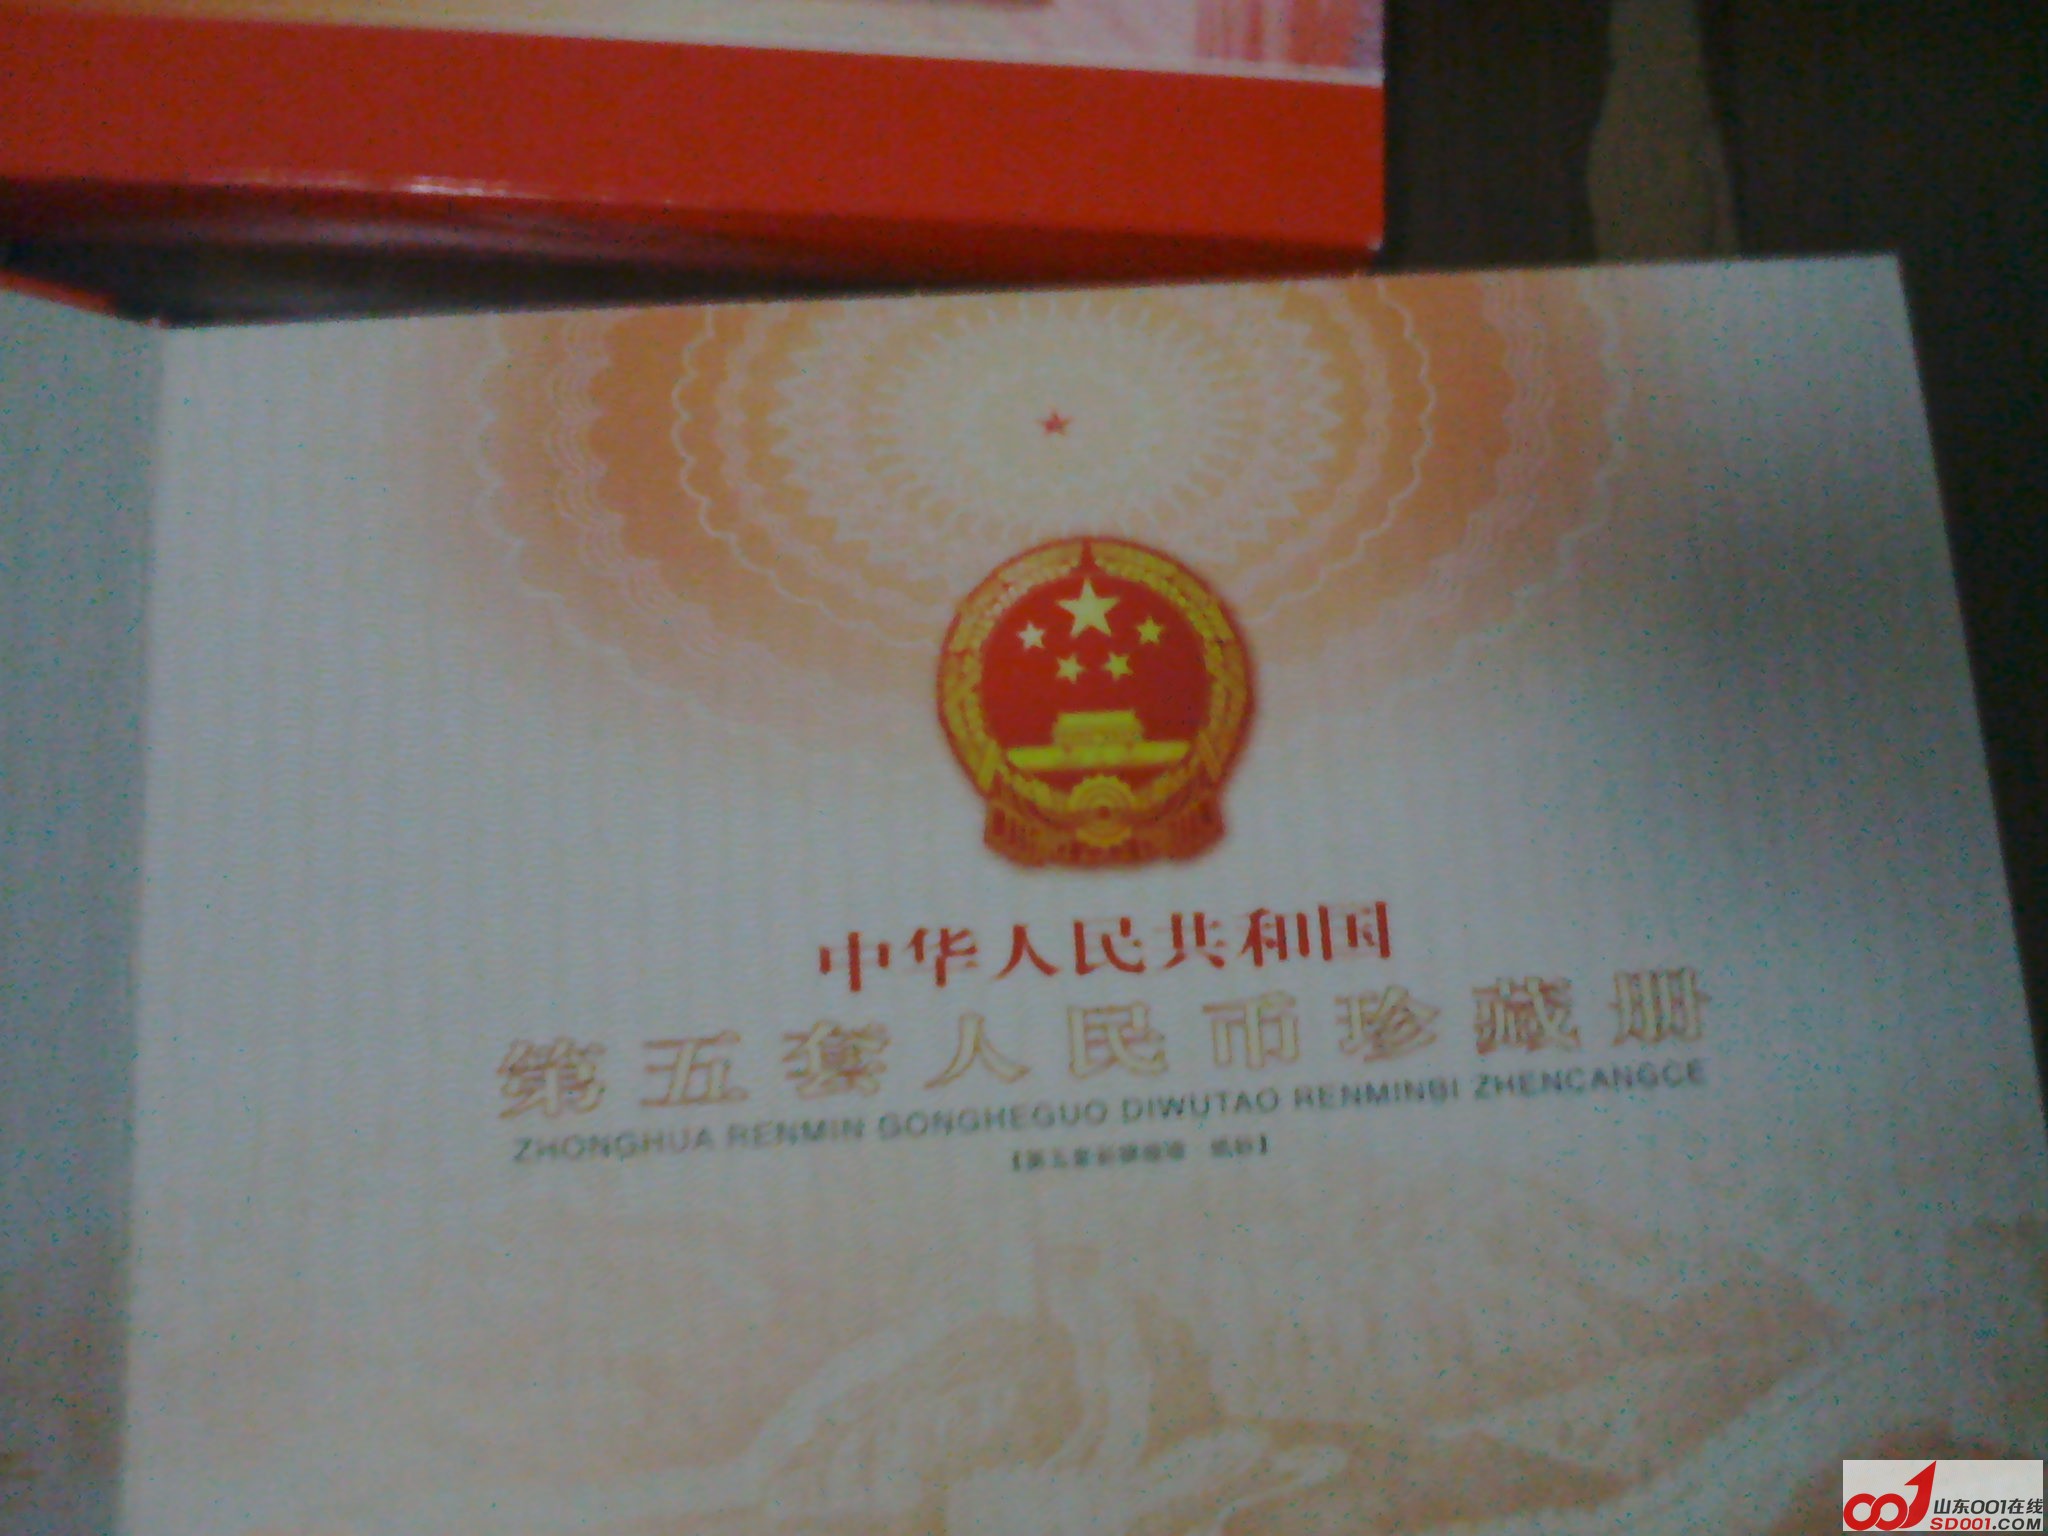 中华人民共和国
第五套人民币珍藏册
ZHONGHUA RENMIN GONGHEGUO DIWUTAO RENMINBI ZHENCANGCE
山东001在线
SD001.COM